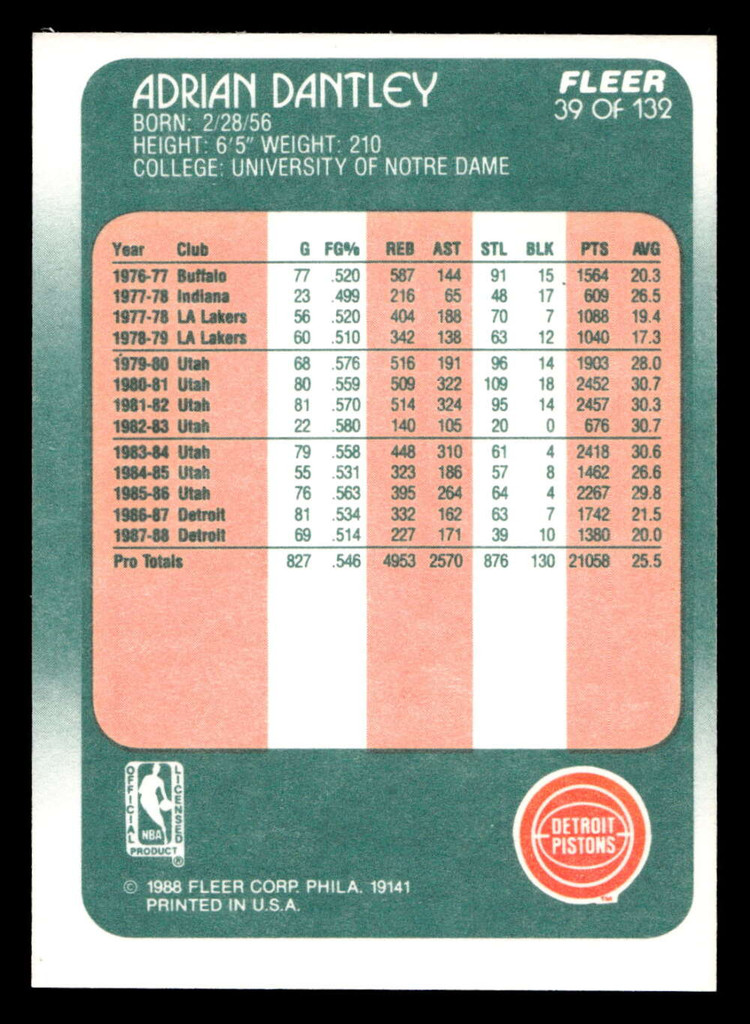 ADRIAN DANTLEY
FLEER
39 OF 132
BORN: 2/28/56
HEIGHT: 6'5" WEIGHT: 210
COLLEGE: UNIVERSITY OF NOTRE DAME
Year Club G FG% REB AST STL BLK PTS AVG
1976-77 Buffalo 77 .520 587 144 91 15 1564 20.3
1977-78 Indiana 23 .499 216 65 48 17 609 26.5
1977-78 LA Lakers 56 .520 404 188 70 7 1088 19.4
1978-79 LA Lakers 60 .510 342 138 63 12 1040 17.3
1979-80 Utah 68 .576 516 191 96 14 1903 28.0
1980-81 Utah 80 .559 509 322 109 18 2452 30.7
1981-82 Utah 81 .570 514 324 95 14 2457 30.3
1982-83 Utah 22 .580 140 105 20 0 676 30.7
1983-84 Utah 79 .558 448 310 61 4 2418 30.6
1984-85 Utah 55 .531 323 186 57 8 1462 26.6
1985-86 Utah 76 .563 395 264 64 4 2267 29.8
1986-87 Detroit 81 .534 332 162 63 7 1742 21.5
1987-88 Detroit 69 .514 227 171 39 10 1380 20.0
Pro Totals 827 .546 4953 2570 876 130 21058 25.5
OFFICIAL
LICENSED
NBA
PRODUCT ®
DETROIT
PISTONS
TM
© 1988 FLEER CORP. PHILA. 19141
PRINTED IN U.S.A.